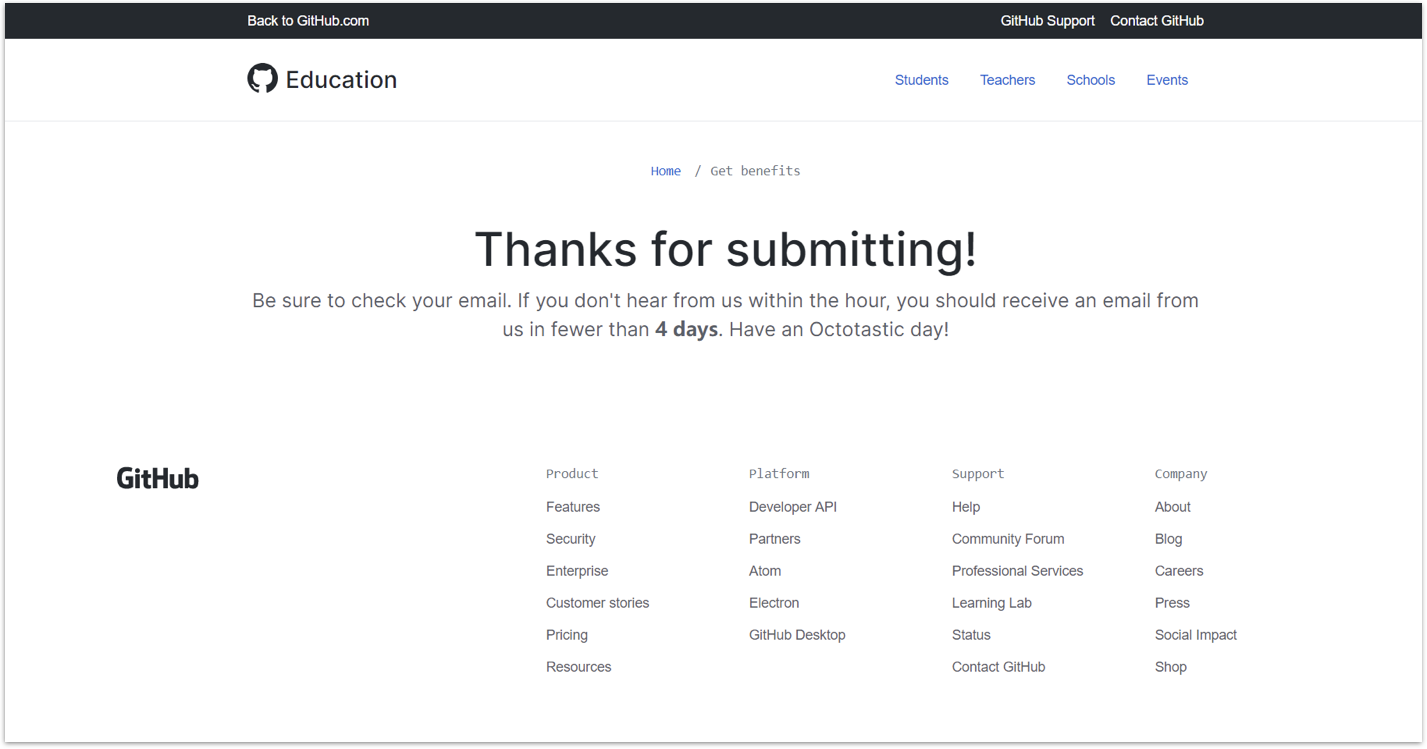 Back to GitHub.com GitHub Support Contact GitHub
Education Students Teachers Schools Events
Home / Get benefits
Thanks for submitting!
Be sure to check your email. If you don't hear from us within the hour, you should receive an email from
us in fewer than 4 days. Have an Octotastic day!
GitHub
Product
Features
Security
Enterprise
Customer stories
Pricing
Resources
Platform
Developer API
Partners
Atom
Electron
GitHub Desktop
Support
Help
Community Forum
Professional Services
Learning Lab
Status
Contact GitHub
Company
About
Blog
Careers
Press
Social Impact
Shop